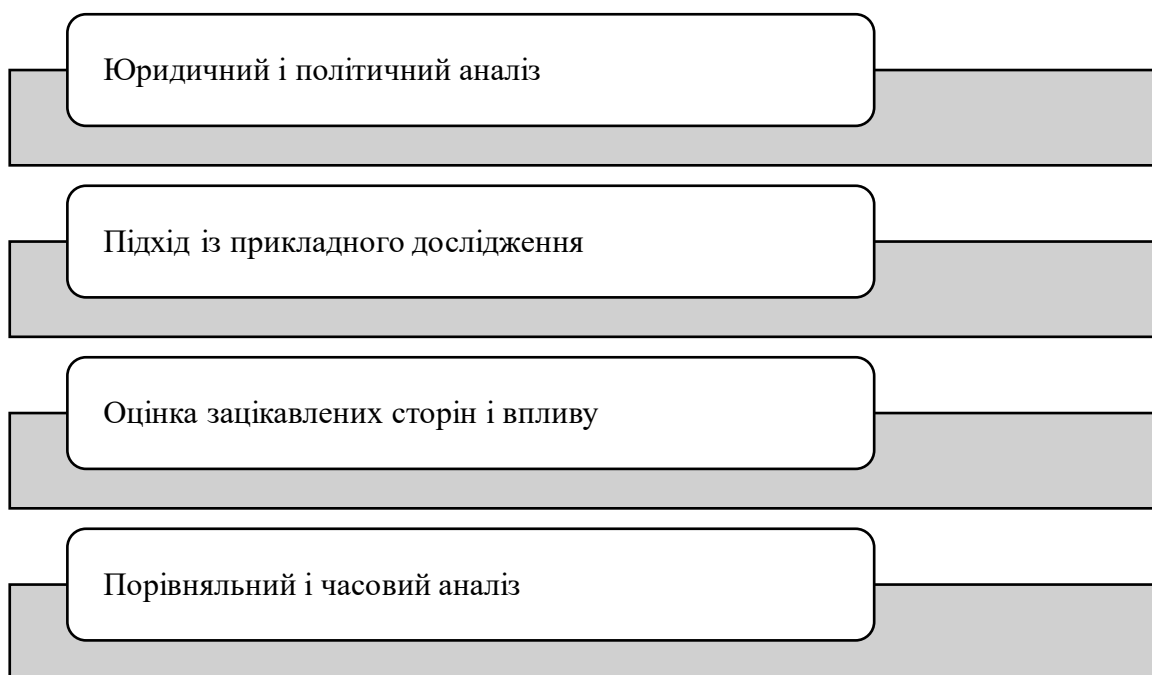 Юридичний і політичний аналіз
Підхід із прикладного дослідження
Оцінка зацікавлених сторін і впливу
Порівняльний і часовий аналіз